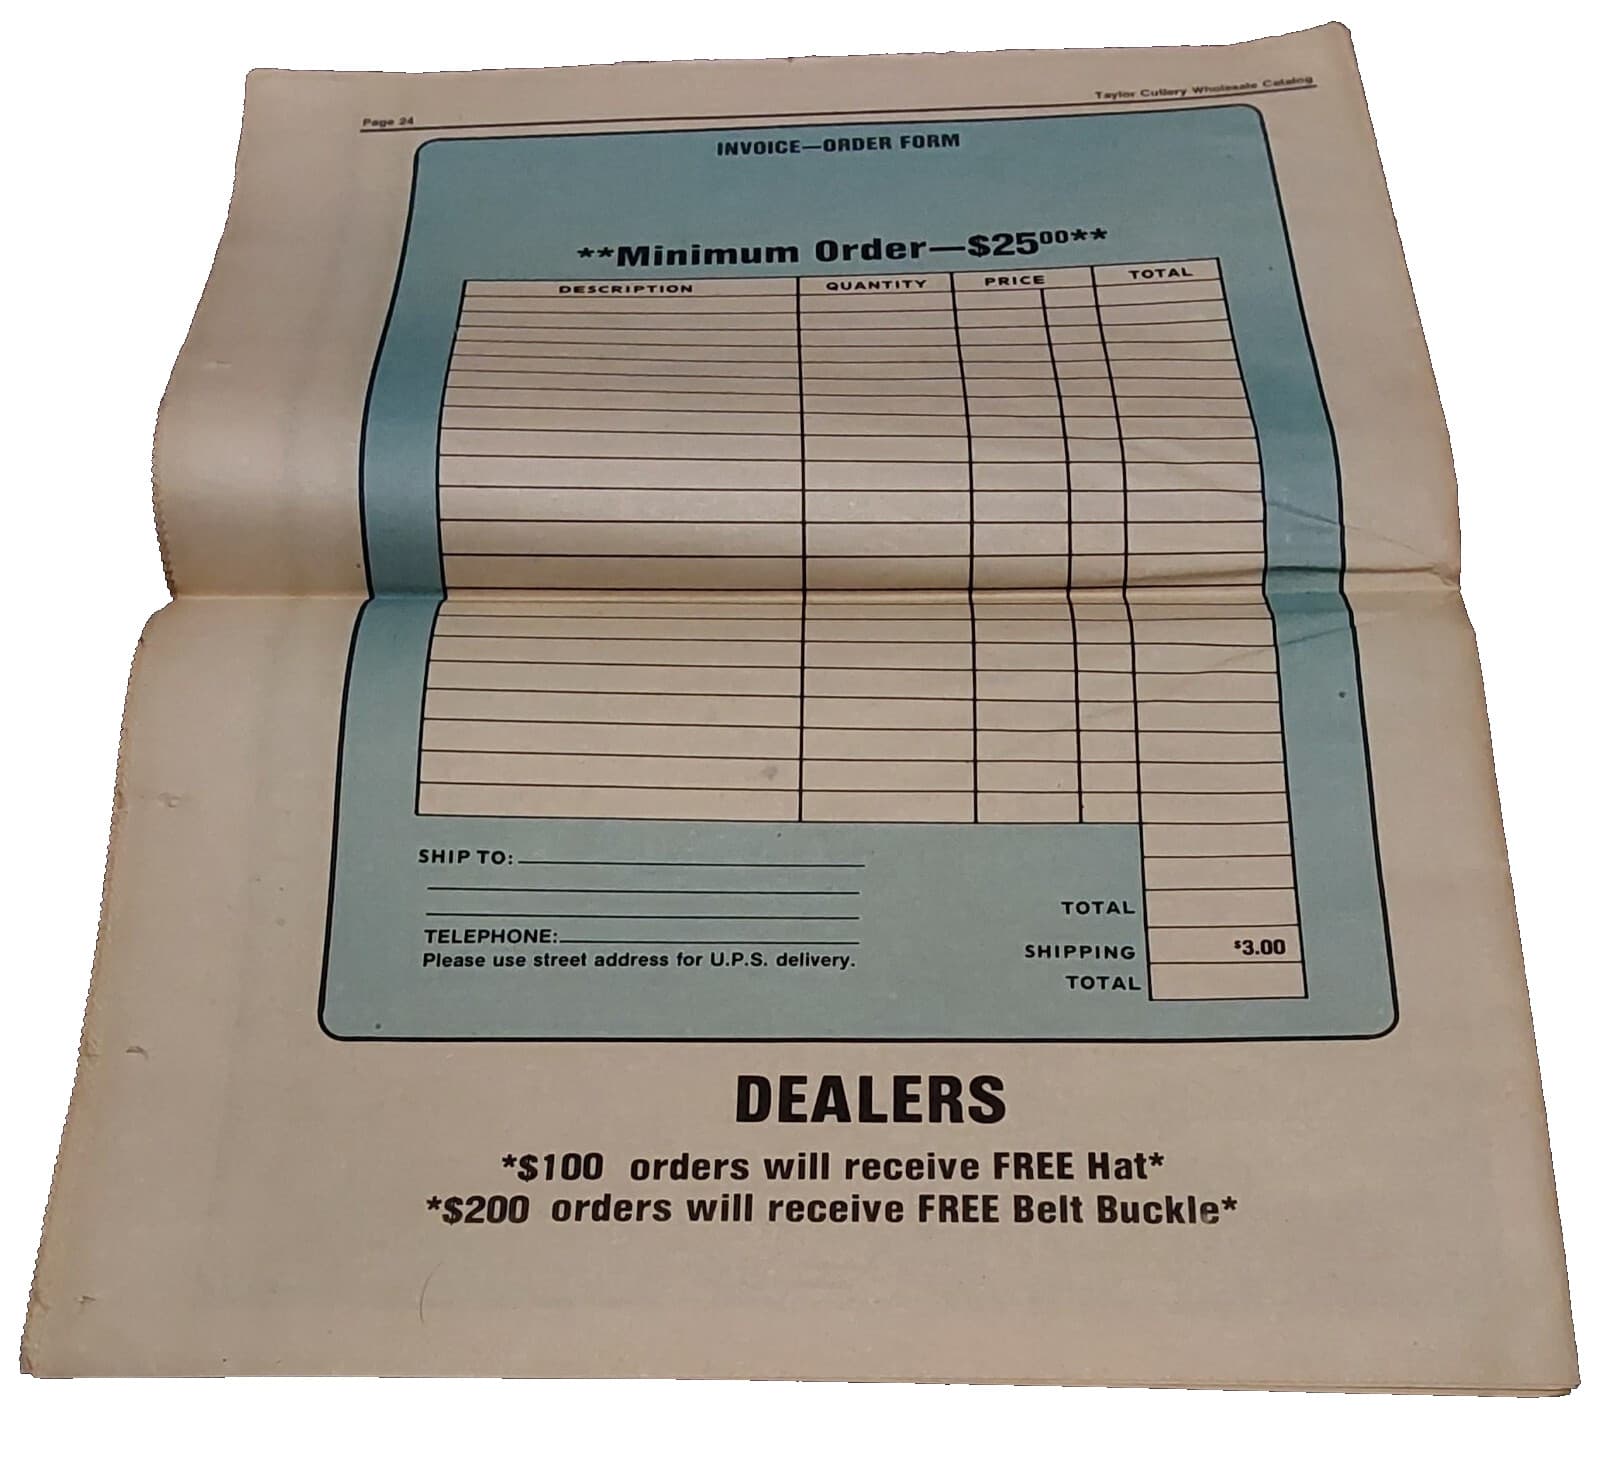 Page 24
Taylor Cutlery Wholesale Catalog
INVOICE—ORDER FORM
**Minimum Order—$25⁰⁰**
DESCRIPTION QUANTITY PRICE TOTAL
SHIP TO:
TELEPHONE:
Please use street address for U.P.S. delivery.
TOTAL
SHIPPING $3.00
TOTAL
DEALERS
*$100 orders will receive FREE Hat*
*$200 orders will receive FREE Belt Buckle*